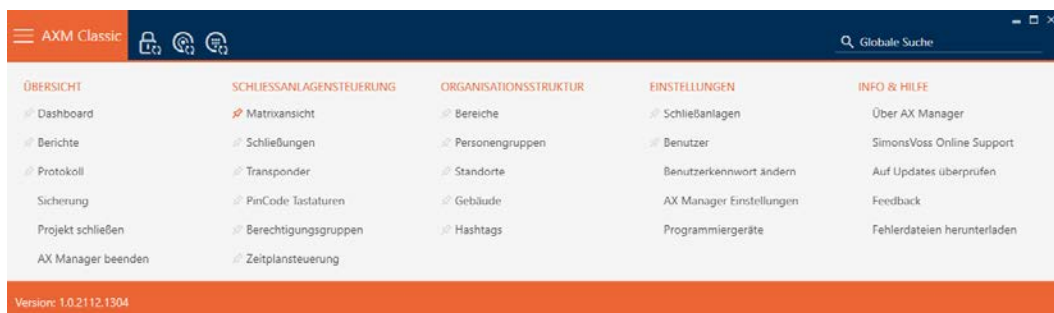 AXM Classic
Globale Suche
ÜBERSICHT
Dashboard
Berichte
Protokoll
Sicherung
Projekt schließen
AX Manager beenden
SCHLIESSANLAGENSTEUERUNG
Matrixansicht
Schließungen
Transponder
PinCode Tastaturen
Berechtigungsgruppen
Zeitplansteuerung
ORGANISATIONSSTRUKTUR
Bereiche
Personengruppen
Standorte
Gebäude
Hashtags
EINSTELLUNGEN
Schließanlagen
Benutzer
Benutzerkennwort ändern
AX Manager Einstellungen
Programmiergeräte
INFO & HILFE
Über AX Manager
SimonsVoss Online Support
Auf Updates überprüfen
Feedback
Fehlerdateien herunterladen
Version: 1.0.2112.1304